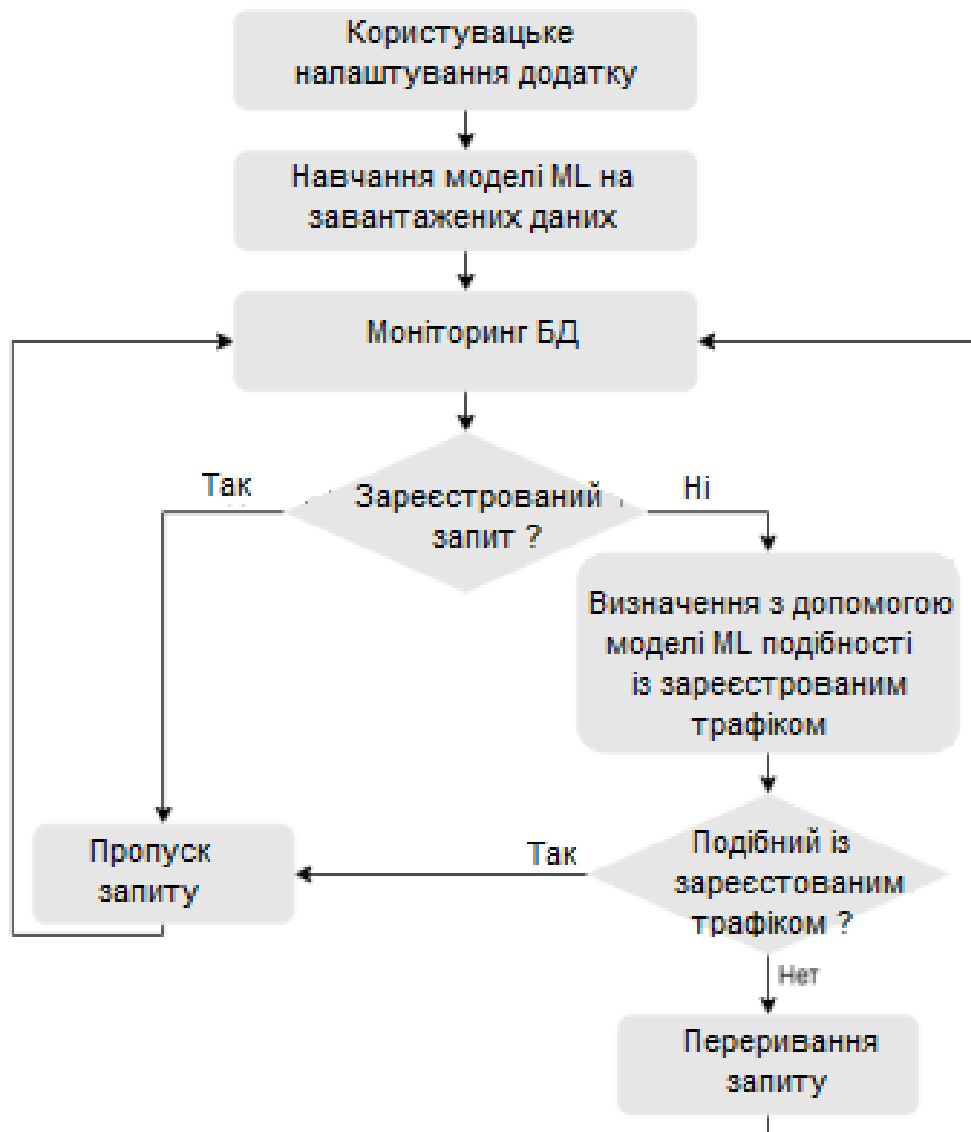 Користувацьке
налаштування додатку
Навчання моделі ML на
завантажених даних
Моніторинг БД
Так
Зареєстрований
запит ?
Ні
Визначення з допомогою
моделі ML подібності
із зареєстрованим
трафіком
Пропуск
запиту
Так
Подібний із
зареєстованим
трафіком ?
Нет
Переривання
запиту